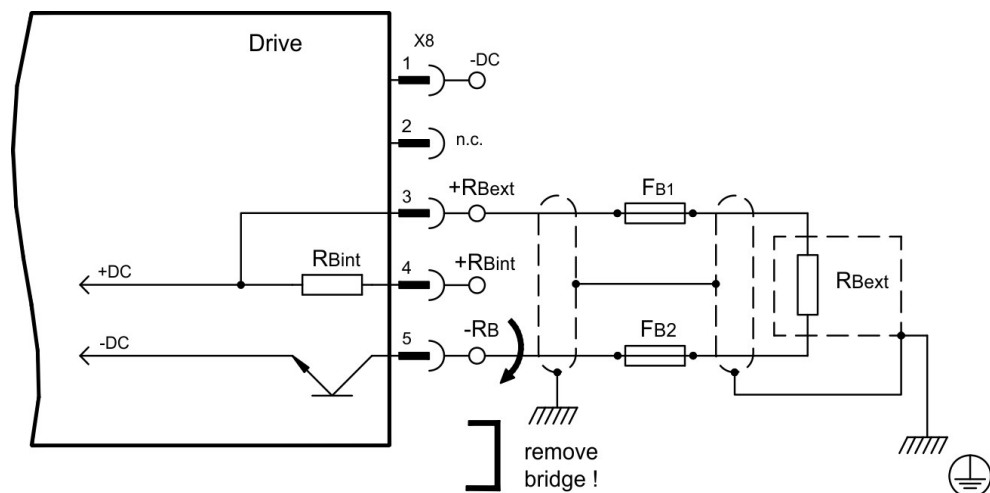 Drive
X8
1
-DC
2
n.c.
3
+RBext
FB1
+DC
RBint
4
+RBint
RBext
-DC
5
-RB
FB2
remove
bridge !